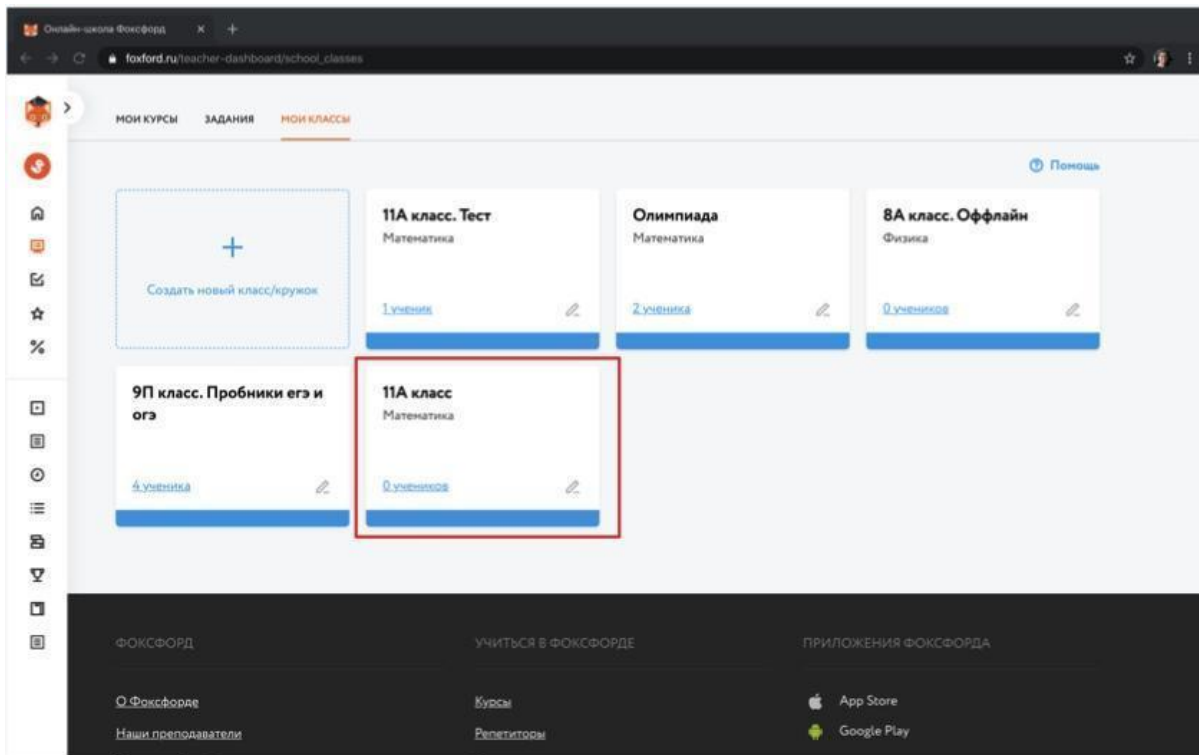 Онлайн-школа Фоксфорд
foxford.ru/teacher-dashboard/school_classes
МОИ КУРСЫ ЗАДАНИЯ МОИ КЛАССЫ
Помощь
Создать новый класс/кружок
11А класс. Тест
Математика
1 ученик
Олимпиада
Математика
2 ученика
8А класс. Оффлайн
Физика
0 учеников
9П класс. Пробники егэ и
огэ
4 ученика
11А класс
Математика
0 учеников
ФОКСФОРД
О Фоксфорде
Наши преподаватели
УЧИТЬСЯ В ФОКСФОРДЕ
Курсы
Репетиторы
ПРИЛОЖЕНИЯ ФОКСФОРДА
App Store
Google Play